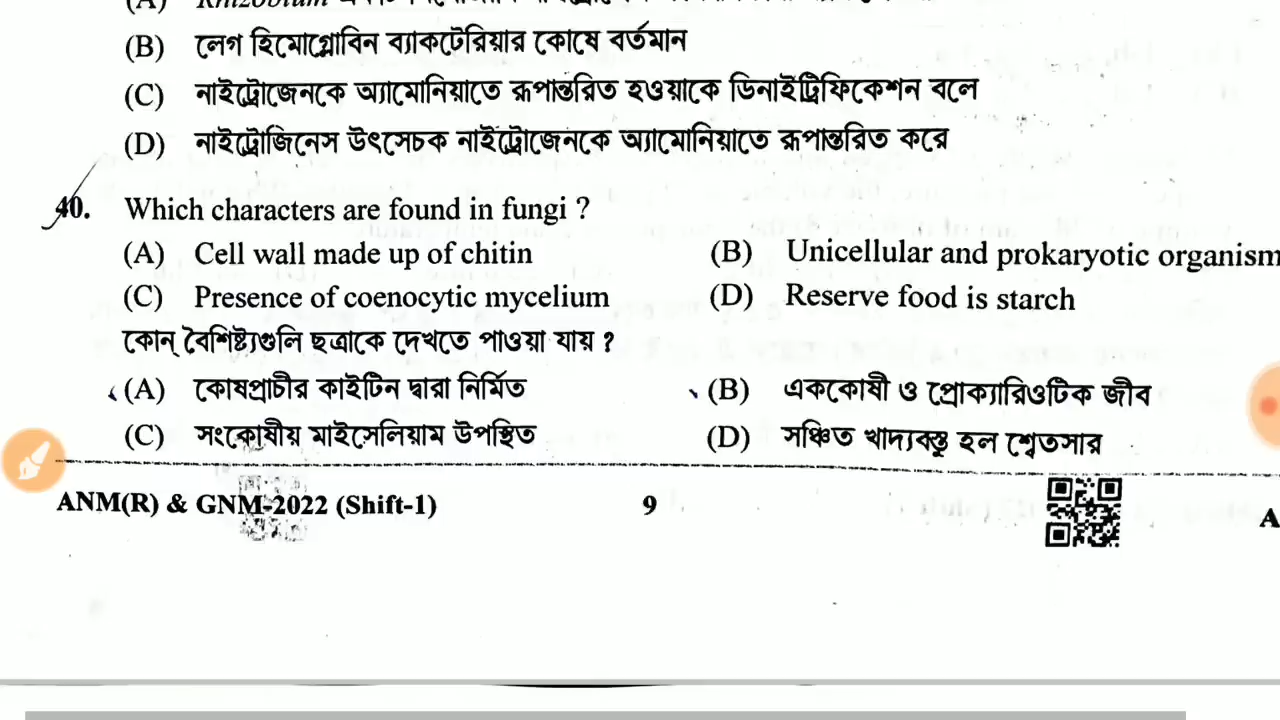 (A) Rhizobium একটি
(B) লেগ হিমোগ্লোবিন ব্যাকটেরিয়ার কোষে বর্তমান
(C) নাইট্রোজেনকে অ্যামোনিয়াতে রূপান্তরিত হওয়াকে ডিনাইট্রিফিকেশন বলে
(D) নাইট্রোজিনেস উৎসেচক নাইট্রোজেনকে অ্যামোনিয়াতে রূপান্তরিত করে
40. Which characters are found in fungi ?
(A) Cell wall made up of chitin (B) Unicellular and prokaryotic organism
(C) Presence of coenocytic mycelium (D) Reserve food is starch
কোন্ বৈশিষ্ট্যগুলি ছত্রাকে দেখতে পাওয়া যায় ?
(A) কোষপ্রাচীর কাইটিন দ্বারা নির্মিত (B) এককোষী ও প্রোক্যারিওটিক জীব
(C) সংকোষীয় মাইসেলিয়াম উপস্থিত (D) সঞ্চিত খাদ্যবস্তু হল শ্বেতসার
ANM(R) & GNM-2022 (Shift-1) 9 A